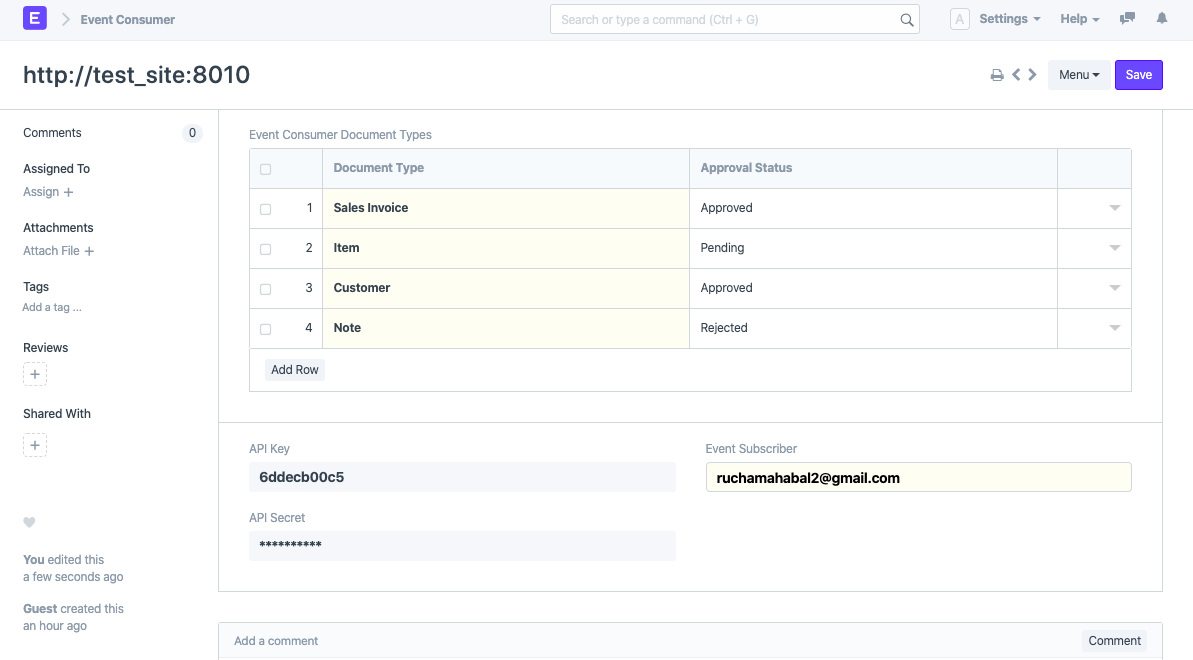 E Event Consumer Search or type a command (Ctrl + G) A Settings Help
http://test_site:8010 Menu Save
Comments 0
Assigned To
Assign +
Attachments
Attach File +
Tags
Add a tag ...
Reviews
+
Shared With
+
You edited this
a few seconds ago
Guest created this
an hour ago
Event Consumer Document Types
Document Type Approval Status
1 Sales Invoice Approved
2 Item Pending
3 Customer Approved
4 Note Rejected
Add Row
API Key Event Subscriber
6ddecb00c5 ruchamahabal2@gmail.com
API Secret
**********
Add a comment Comment